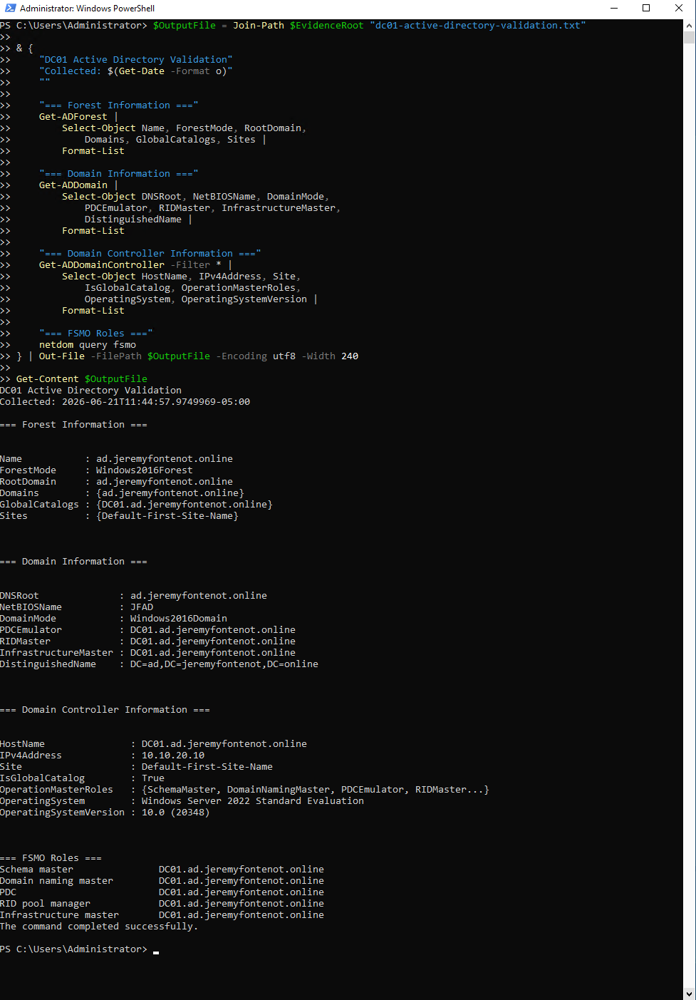 Administrator: Windows PowerShell
PS C:\Users\Administrator> $OutputFile = Join-Path $EvidenceRoot "dc01-active-directory-validation.txt"
>>
>> & {
>>     "DC01 Active Directory Validation"
>>     "Collected: $(Get-Date -Format o)"
>>     ""
>>
>>     "=== Forest Information ==="
>>     Get-ADForest |
>>         Select-Object Name, ForestMode, RootDomain,
>>             Domains, GlobalCatalogs, Sites |
>>         Format-List
>>
>>     "=== Domain Information ==="
>>     Get-ADDomain |
>>         Select-Object DNSRoot, NetBIOSName, DomainMode,
>>             PDCEmulator, RIDMaster, InfrastructureMaster,
>>             DistinguishedName |
>>         Format-List
>>
>>     "=== Domain Controller Information ==="
>>     Get-ADDomainController -Filter * |
>>         Select-Object HostName, IPv4Address, Site,
>>             IsGlobalCatalog, OperationMasterRoles,
>>             OperatingSystem, OperatingSystemVersion |
>>         Format-List
>>
>>     "=== FSMO Roles ==="
>>     netdom query fsmo
>> } | Out-File -FilePath $OutputFile -Encoding utf8 -Width 240
>>
>> Get-Content $OutputFile
DC01 Active Directory Validation
Collected: 2026-06-21T11:44:57.9749969-05:00

=== Forest Information ===


Name           : ad.jeremyfontenot.online
ForestMode     : Windows2016Forest
RootDomain     : ad.jeremyfontenot.online
Domains        : {ad.jeremyfontenot.online}
GlobalCatalogs : {DC01.ad.jeremyfontenot.online}
Sites          : {Default-First-Site-Name}



=== Domain Information ===


DNSRoot              : ad.jeremyfontenot.online
NetBIOSName          : JFAD
DomainMode           : Windows2016Domain
PDCEmulator          : DC01.ad.jeremyfontenot.online
RIDMaster            : DC01.ad.jeremyfontenot.online
InfrastructureMaster : DC01.ad.jeremyfontenot.online
DistinguishedName    : DC=ad,DC=jeremyfontenot,DC=online



=== Domain Controller Information ===


HostName               : DC01.ad.jeremyfontenot.online
IPv4Address            : 10.10.20.10
Site                   : Default-First-Site-Name
IsGlobalCatalog        : True
OperationMasterRoles   : {SchemaMaster, DomainNamingMaster, PDCEmulator, RIDMaster...}
OperatingSystem        : Windows Server 2022 Standard Evaluation
OperatingSystemVersion : 10.0 (20348)



=== FSMO Roles ===
Schema master               DC01.ad.jeremyfontenot.online
Domain naming master        DC01.ad.jeremyfontenot.online
PDC                         DC01.ad.jeremyfontenot.online
RID pool manager            DC01.ad.jeremyfontenot.online
Infrastructure master       DC01.ad.jeremyfontenot.online
The command completed successfully.

PS C:\Users\Administrator>